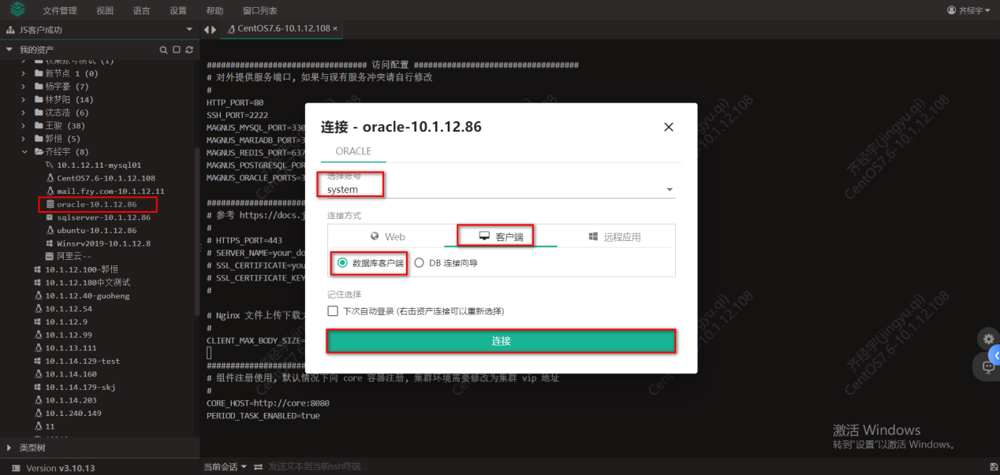 文件管理 视图 语言 设置 帮助 窗口列表 齐经宇
JS客户成功
CentOS7.6-10.1.12.108 ×
我的资产
收集账号测试 (1)
新节点 1 (0)
杨宇豪 (7)
林梦阳 (14)
沈志浩 (6)
王骏 (38)
郭恒 (5)
齐经宇 (8)
10.1.12.11-mysql01
CentOS7.6-10.1.12.108
mail.fzy.com-10.1.12.11
oracle-10.1.12.86
sqlserver-10.1.12.86
ubuntu-10.1.12.86
Winsrv2019-10.1.12.8
阿里云--
10.1.12.100-郭恒
10.1.12.180中文测试
10.1.12.40-guoheng
10.1.12.54
10.1.12.9
10.1.12.99
10.1.13.111
10.1.14.129-test
10.1.14.160
10.1.14.179-skj
10.1.14.203
10.1.240.149
11
类型树
Version v3.10.13
################################## 访问配置 ###################################
# 对外提供服务端口, 如果与现有服务冲突请自行修改
#
HTTP_PORT=80
SSH_PORT=2222
MAGNUS_MYSQL_PORT=330
MAGNUS_MARIADB_PORT=3
MAGNUS_REDIS_PORT=637
MAGNUS_POSTGRESQL_POR
MAGNUS_ORACLE_PORTS=3
#####################
# 参考 https://docs.j
#
# HTTPS_PORT=443
# SERVER_NAME=your_do
# SSL_CERTIFICATE=you
# SSL_CERTIFICATE_KEY
#
# Nginx 文件上传下载大
#
CLIENT_MAX_BODY_SIZE=
#####################
# 组件注册使用, 默认情况下向 core 容器注册, 集群环境需要修改为集群 vip 地址
#
CORE_HOST=http://core:8080
PERIOD_TASK_ENABLED=true
连接 - oracle-10.1.12.86
ORACLE
选择账号
system
连接方式
Web 客户端 远程应用
数据库客户端 DB 连接向导
记住选择
下次自动登录 (右击资产连接可以重新选择)
连接
齐经宇(jingyu.qi)
CentOS7.6-10.1.12.108
齐经宇(jingyu.qi)
CentOS7.6-10.1.12.108
激活 Windows
转到"设置"以激活 Windows。
当前会话 发送文本到当前ssh终端...